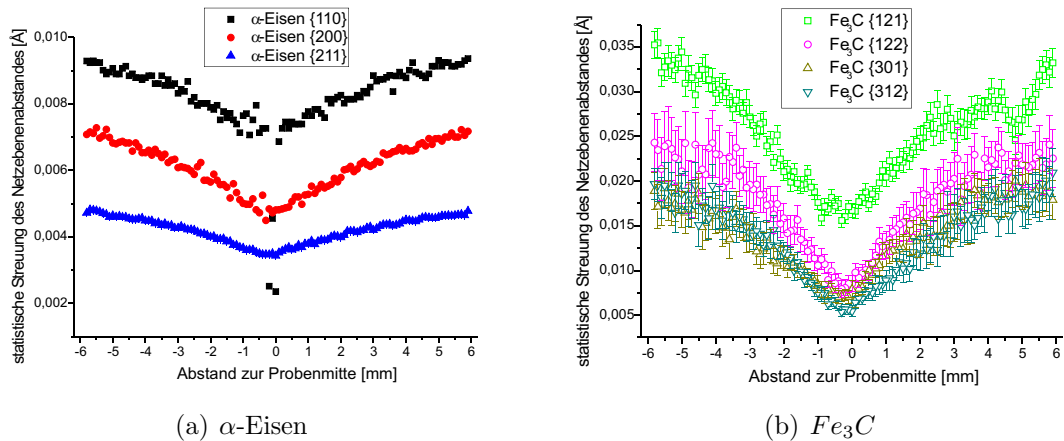 α-Eisen {110}
α-Eisen {200}
α-Eisen {211}
statistische Streuung des Netzebenenabstandes [Å]
0,010
0,008
0,006
0,004
0,002
-6 -5 -4 -3 -2 -1 0 1 2 3 4 5 6
Abstand zur Probenmitte [mm]
(a) α-Eisen
Fe3C {121}
Fe3C {122}
Fe3C {301}
Fe3C {312}
statistische Streuung des Netzebenenabstandes [Å]
0,035
0,030
0,025
0,020
0,015
0,010
0,005
-6 -5 -4 -3 -2 -1 0 1 2 3 4 5 6
Abstand zur Probenmitte [mm]
(b) Fe3C